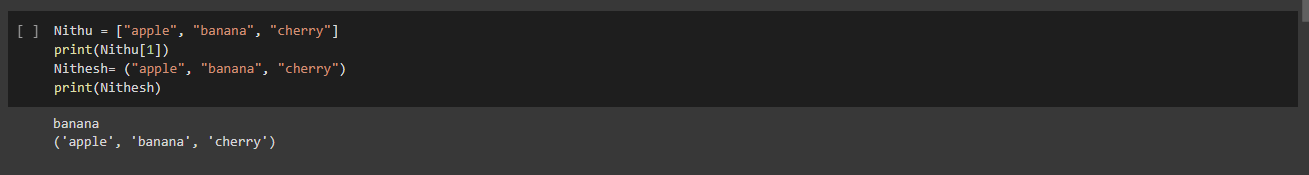 [ ] Nithu = ["apple", "banana", "cherry"]
print(Nithu[1])
Nithesh= ("apple", "banana", "cherry")
print(Nithesh)
banana
('apple', 'banana', 'cherry')